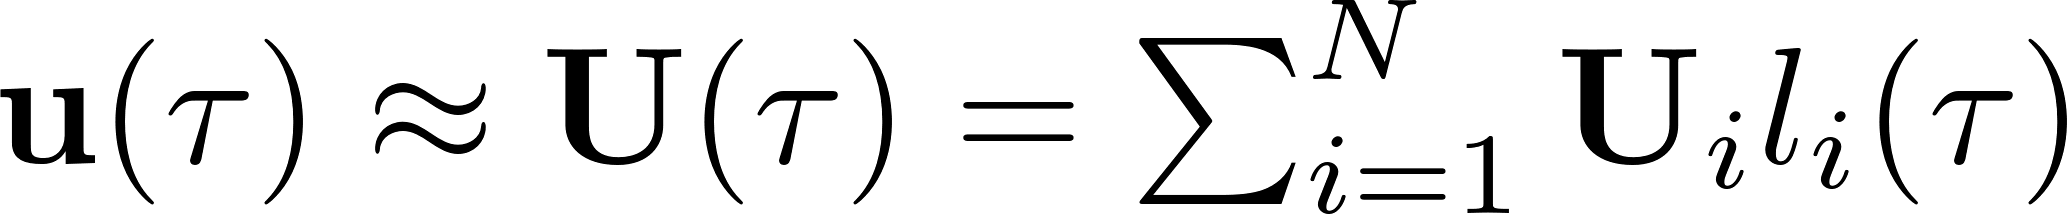 𝐮(τ) ≈ 𝐔(τ) = ∑_{i=1}^{N} 𝐔_i l_i(τ)